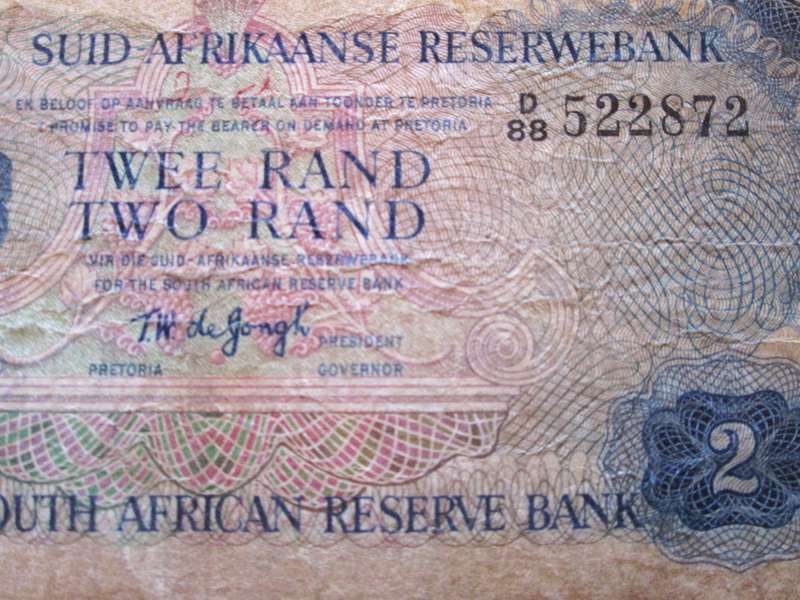 SUID-AFRIKAANSE RESERWEBANK
EK BELOOF OP AANVRAAG TE BETAAL AAN TOONDER TE PRETORIA
I PROMISE TO PAY THE BEARER ON DEMAND AT PRETORIA
D/88 522872
TWEE RAND
TWO RAND
VIR DIE SUID-AFRIKAANSE RESERWEBANK
FOR THE SOUTH AFRICAN RESERVE BANK
T.W. de Jongh
PRESIDENT
PRETORIA GOVERNOR
2
OUTH AFRICAN RESERVE BANK